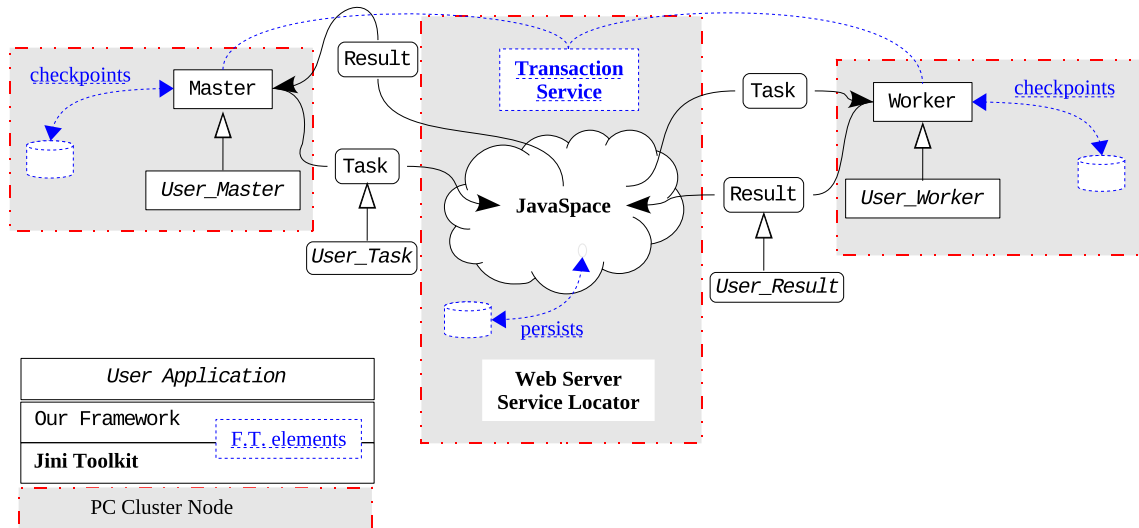 Result
checkpoints
Master
Transaction
Service
Task
Worker
checkpoints
Task
User_Master
JavaSpace
Result
User_Worker
User_Task
User_Result
persists
Web Server
Service Locator
User Application
Our Framework
F.T. elements
Jini Toolkit
PC Cluster Node